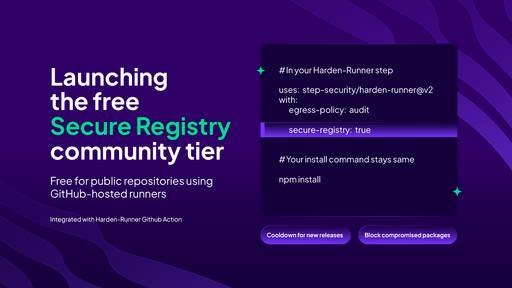 Launching
the free
Secure Registry
community tier
Free for public repositories using
GitHub-hosted runners
Integrated with Harden-Runner Github Action
#In your Harden-Runner step
uses: step-security/harden-runner@v2
with:
egress-policy: audit
secure-registry: true
#Your install command stays same
npm install
Cooldown for new releases
Block compromised packages